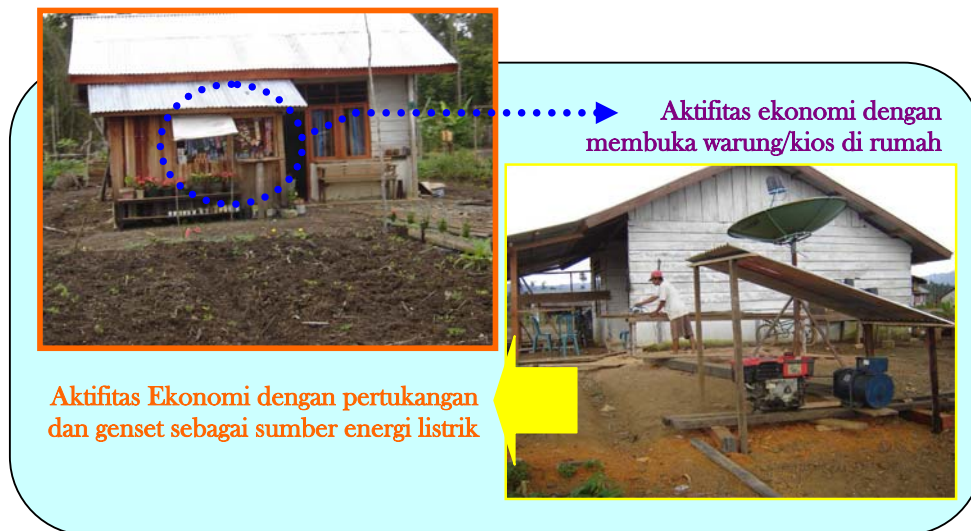 Aktifitas ekonomi dengan
membuka warung/kios di rumah
Aktifitas Ekonomi dengan pertukangan
dan genset sebagai sumber energi listrik